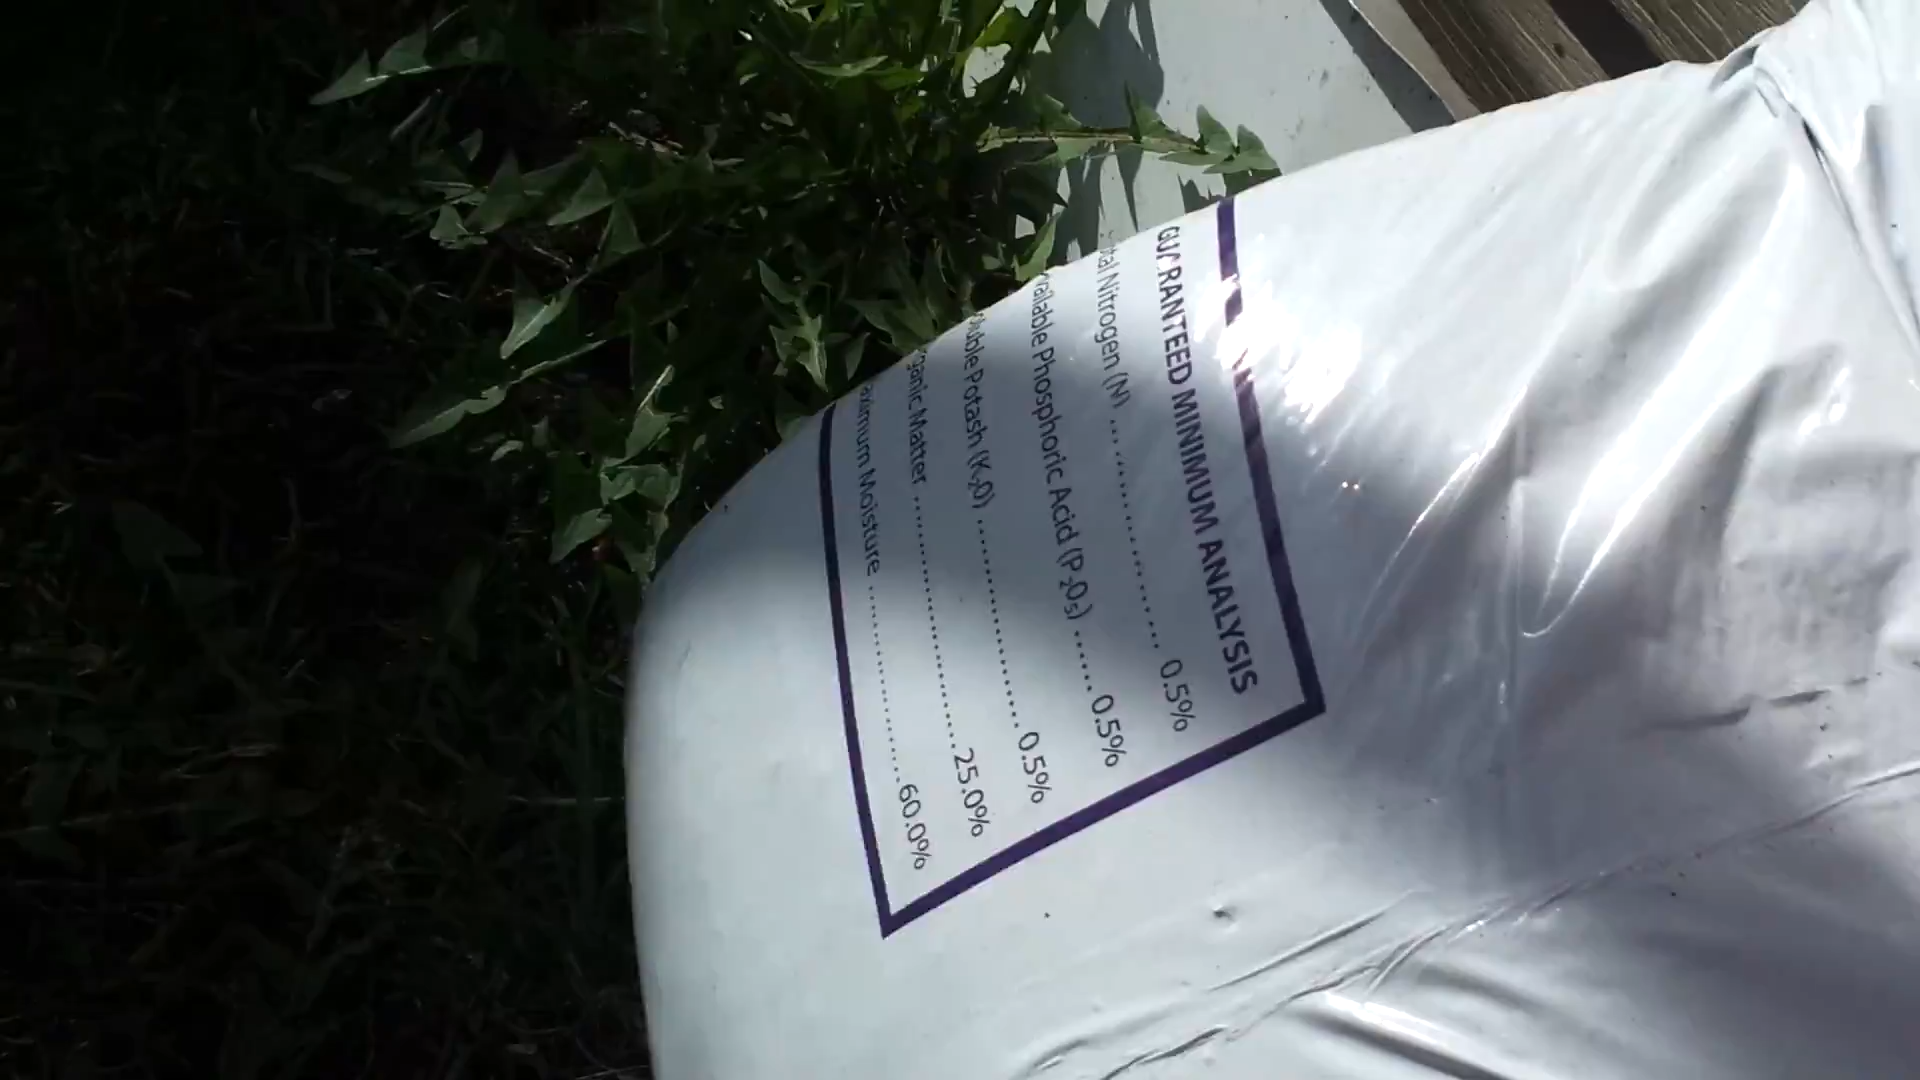 GUARANTEED MINIMUM ANALYSIS
Nitrogen (N) ... ................ 0.5%
Phosphoric Acid (P₂O₅) ...... 0.5%
Potash (K₂O) ...................... 0.5%
Matter ..........................25.0%
Moisture ....................60.0%